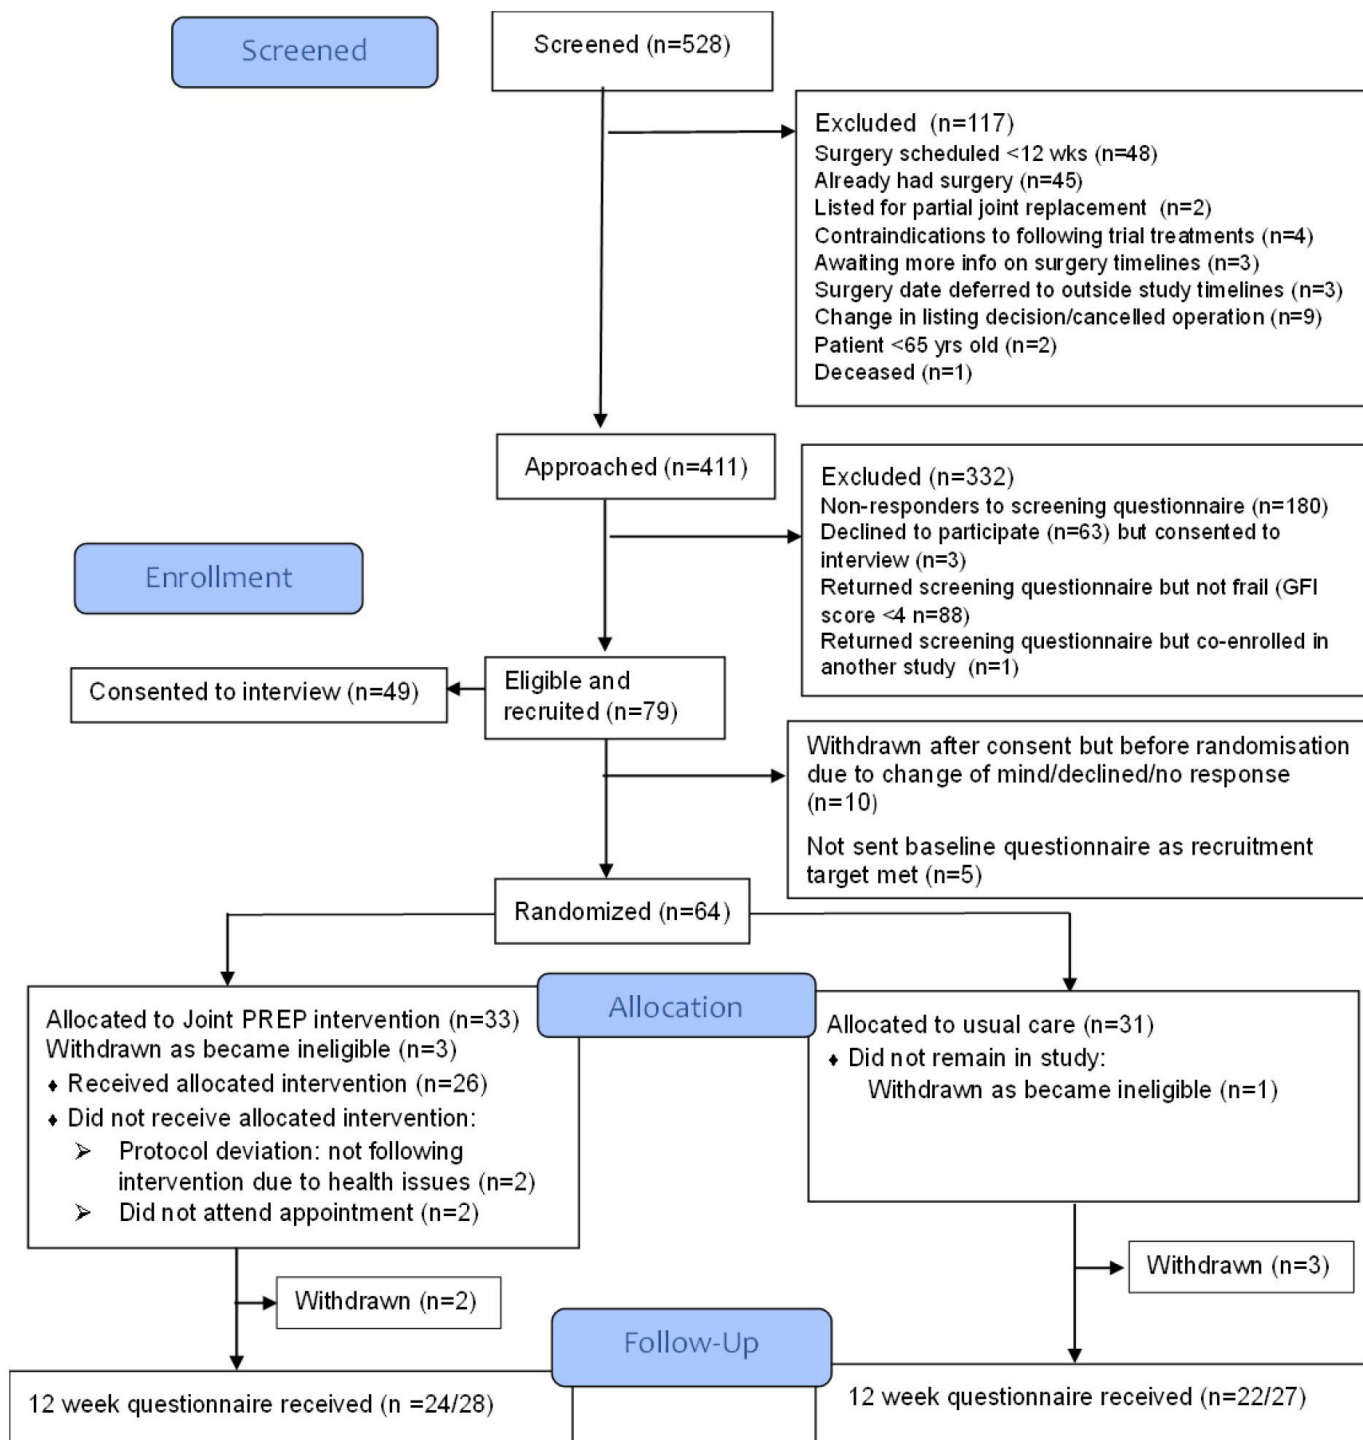 Screened
Screened (n=528)
Excluded (n=117)
Surgery scheduled <12 wks (n=48)
Already had surgery (n=45)
Listed for partial joint replacement (n=2)
Contraindications to following trial treatments (n=4)
Awaiting more info on surgery timelines (n=3)
Surgery date deferred to outside study timelines (n=3)
Change in listing decision/cancelled operation (n=9)
Patient <65 yrs old (n=2)
Deceased (n=1)
Approached (n=411)
Excluded (n=332)
Non-responders to screening questionnaire (n=180)
Declined to participate (n=63) but consented to
interview (n=3)
Returned screening questionnaire but not frail (GFI
score <4 n=88)
Returned screening questionnaire but co-enrolled in
another study (n=1)
Enrollment
Consented to interview (n=49)
Eligible and
recruited (n=79)
Withdrawn after consent but before randomisation
due to change of mind/declined/no response
(n=10)
Not sent baseline questionnaire as recruitment
target met (n=5)
Randomized (n=64)
Allocation
Allocated to Joint PREP intervention (n=33)
Withdrawn as became ineligible (n=3)
♦ Received allocated intervention (n=26)
♦ Did not receive allocated intervention:
➢ Protocol deviation: not following
intervention due to health issues (n=2)
➢ Did not attend appointment (n=2)
Allocated to usual care (n=31)
♦ Did not remain in study:
Withdrawn as became ineligible (n=1)
Withdrawn (n=2)
Withdrawn (n=3)
Follow-Up
12 week questionnaire received (n =24/28)
12 week questionnaire received (n=22/27)